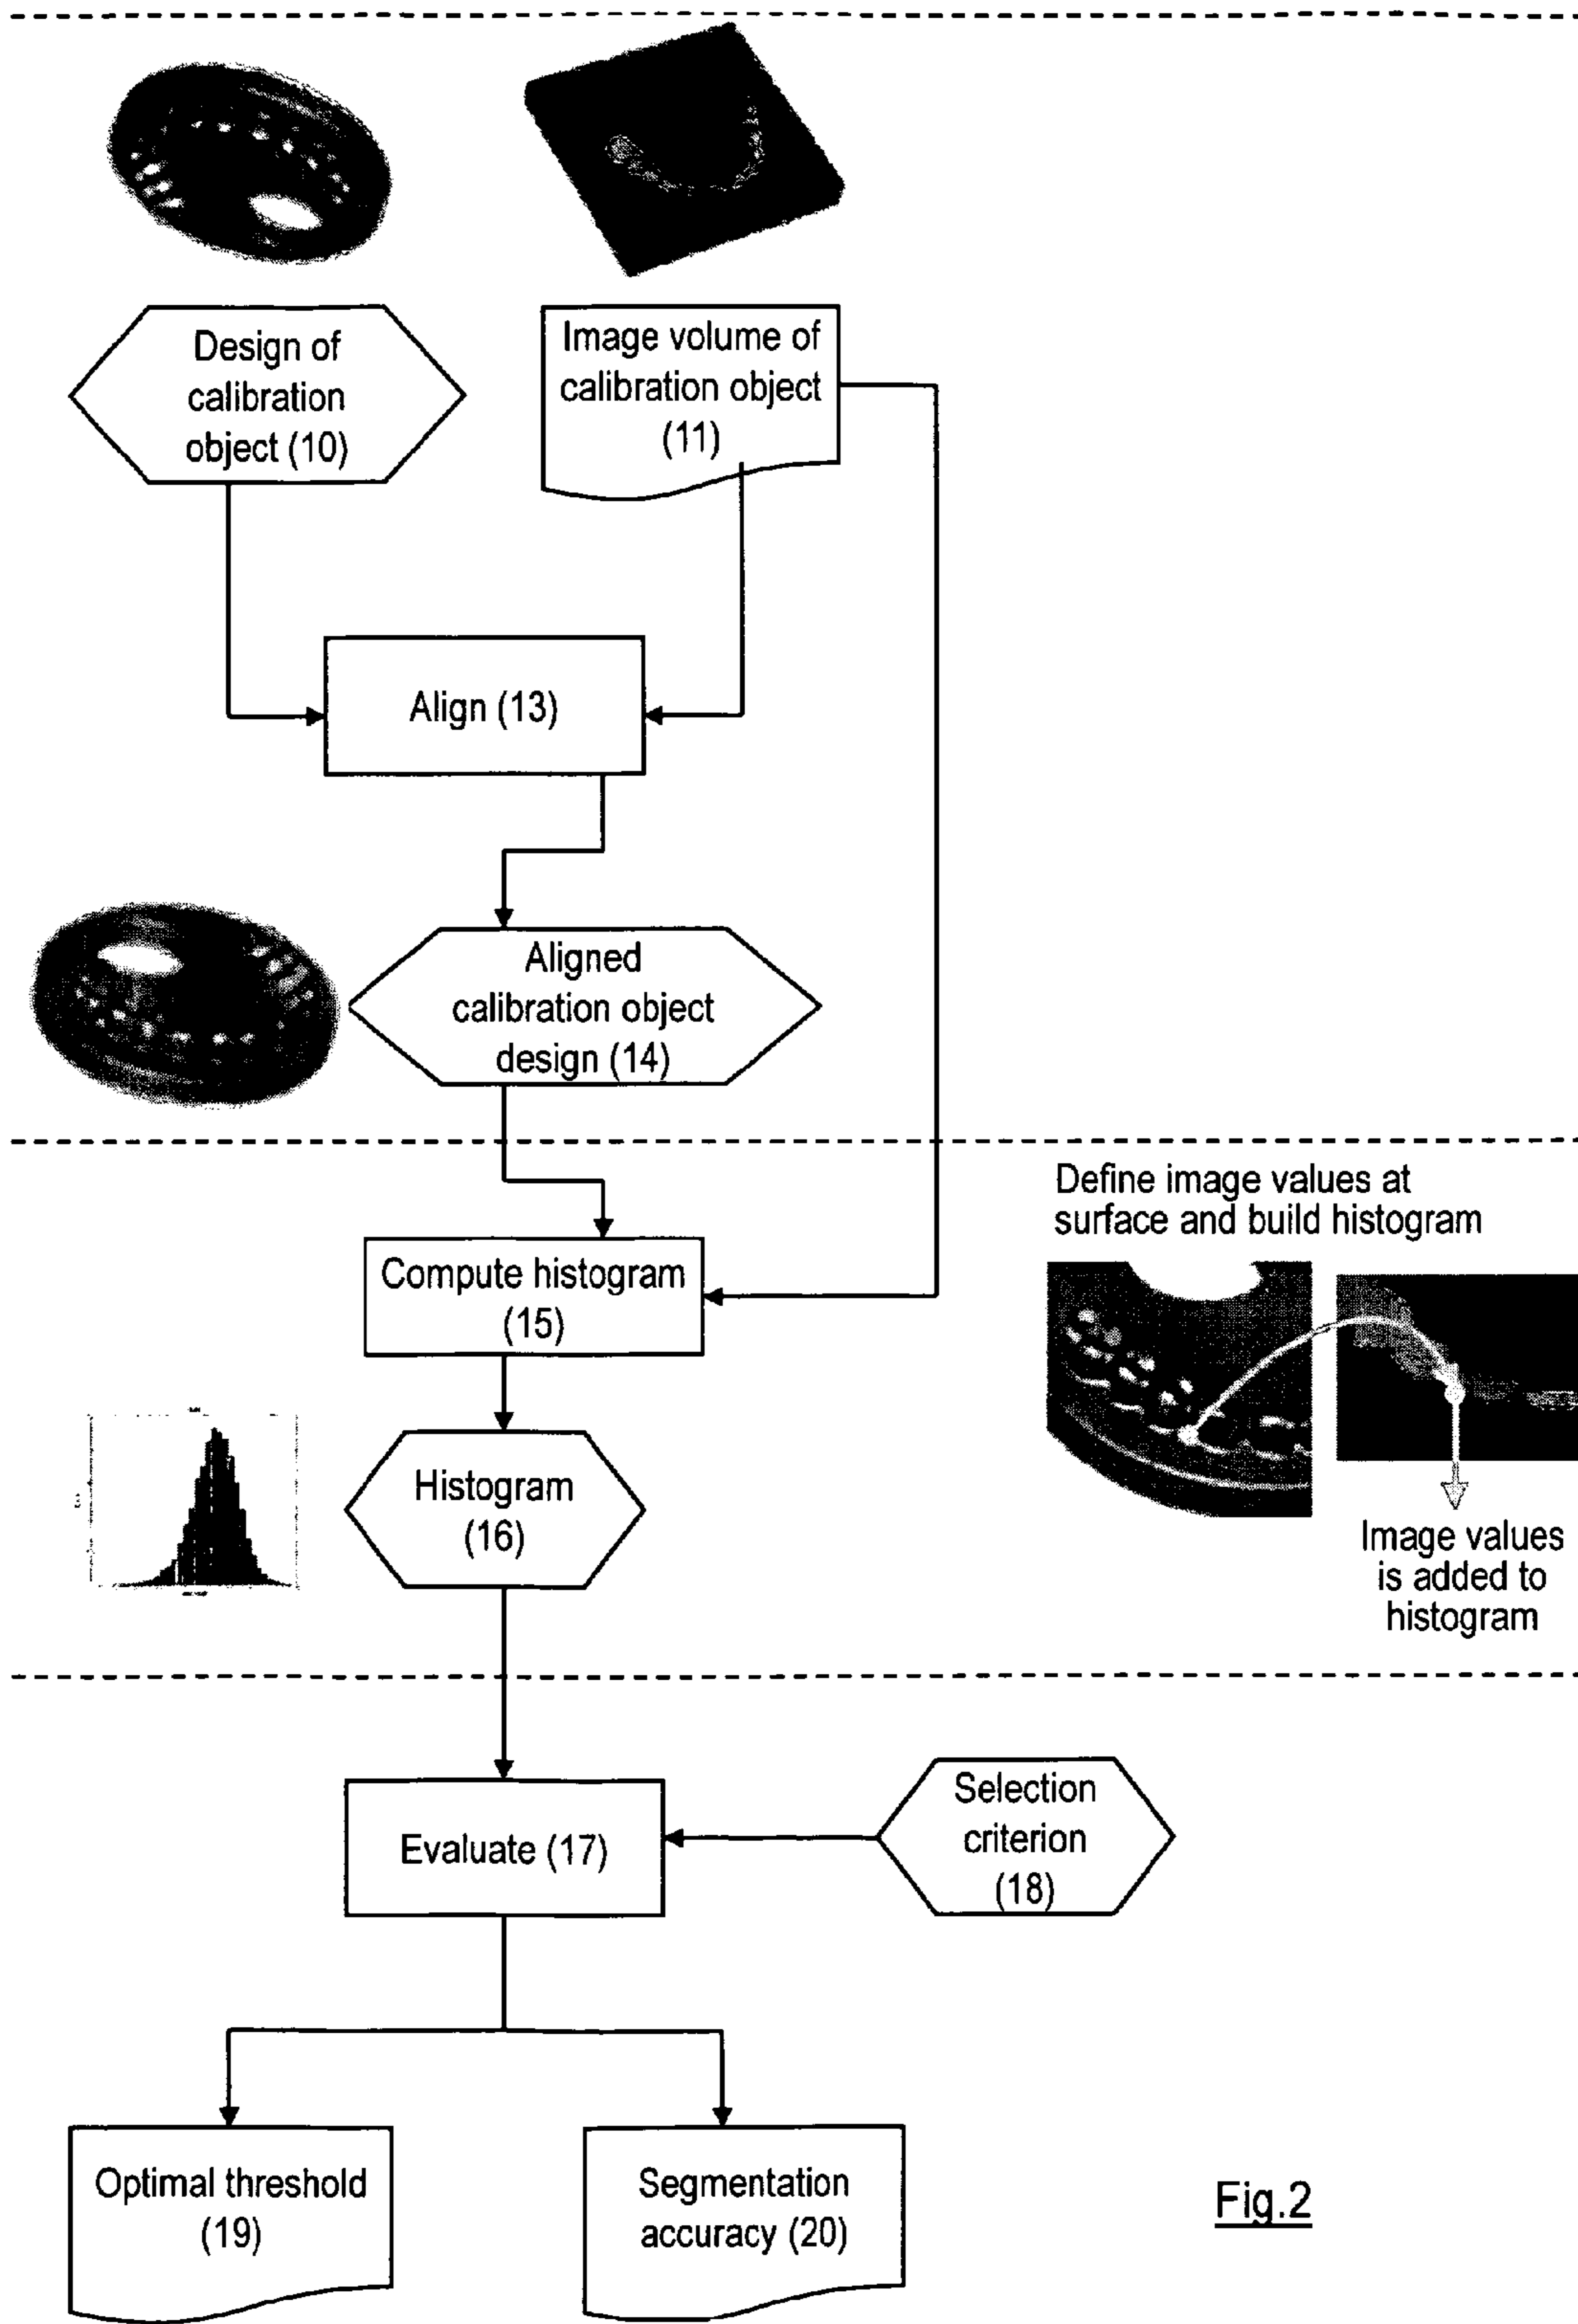 Design of
calibration
object (10)
Image volume of
calibration object
(11)
Align (13)
Aligned
calibration object
design (14)
Define image values at
surface and build histogram
Compute histogram
(15)
Histogram
(16)
Image values
is added to
histogram
Selection
criterion
(18)
Evaluate (17)
Optimal threshold
(19)
Segmentation
accuracy (20)
Fig.2